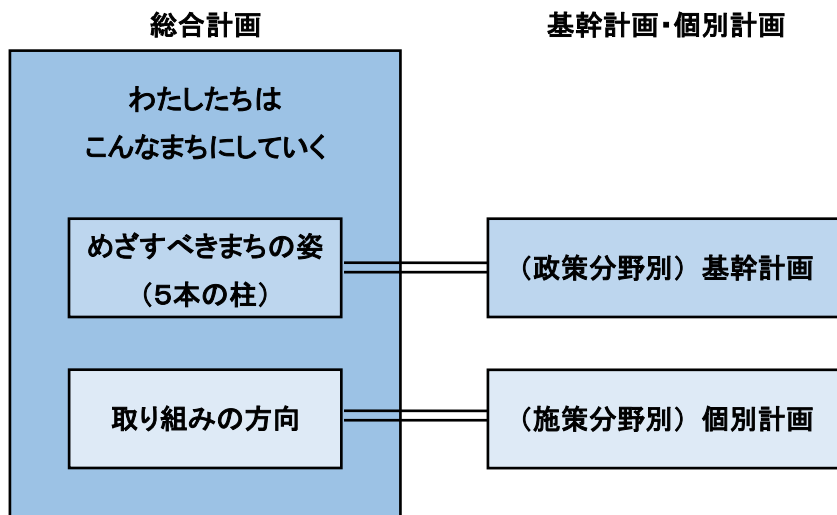 総合計画
基幹計画・個別計画
わたしたちは
こんなまちにしていく
めざすべきまちの姿
（５本の柱）
（政策分野別） 基幹計画
取り組みの方向
（施策分野別） 個別計画